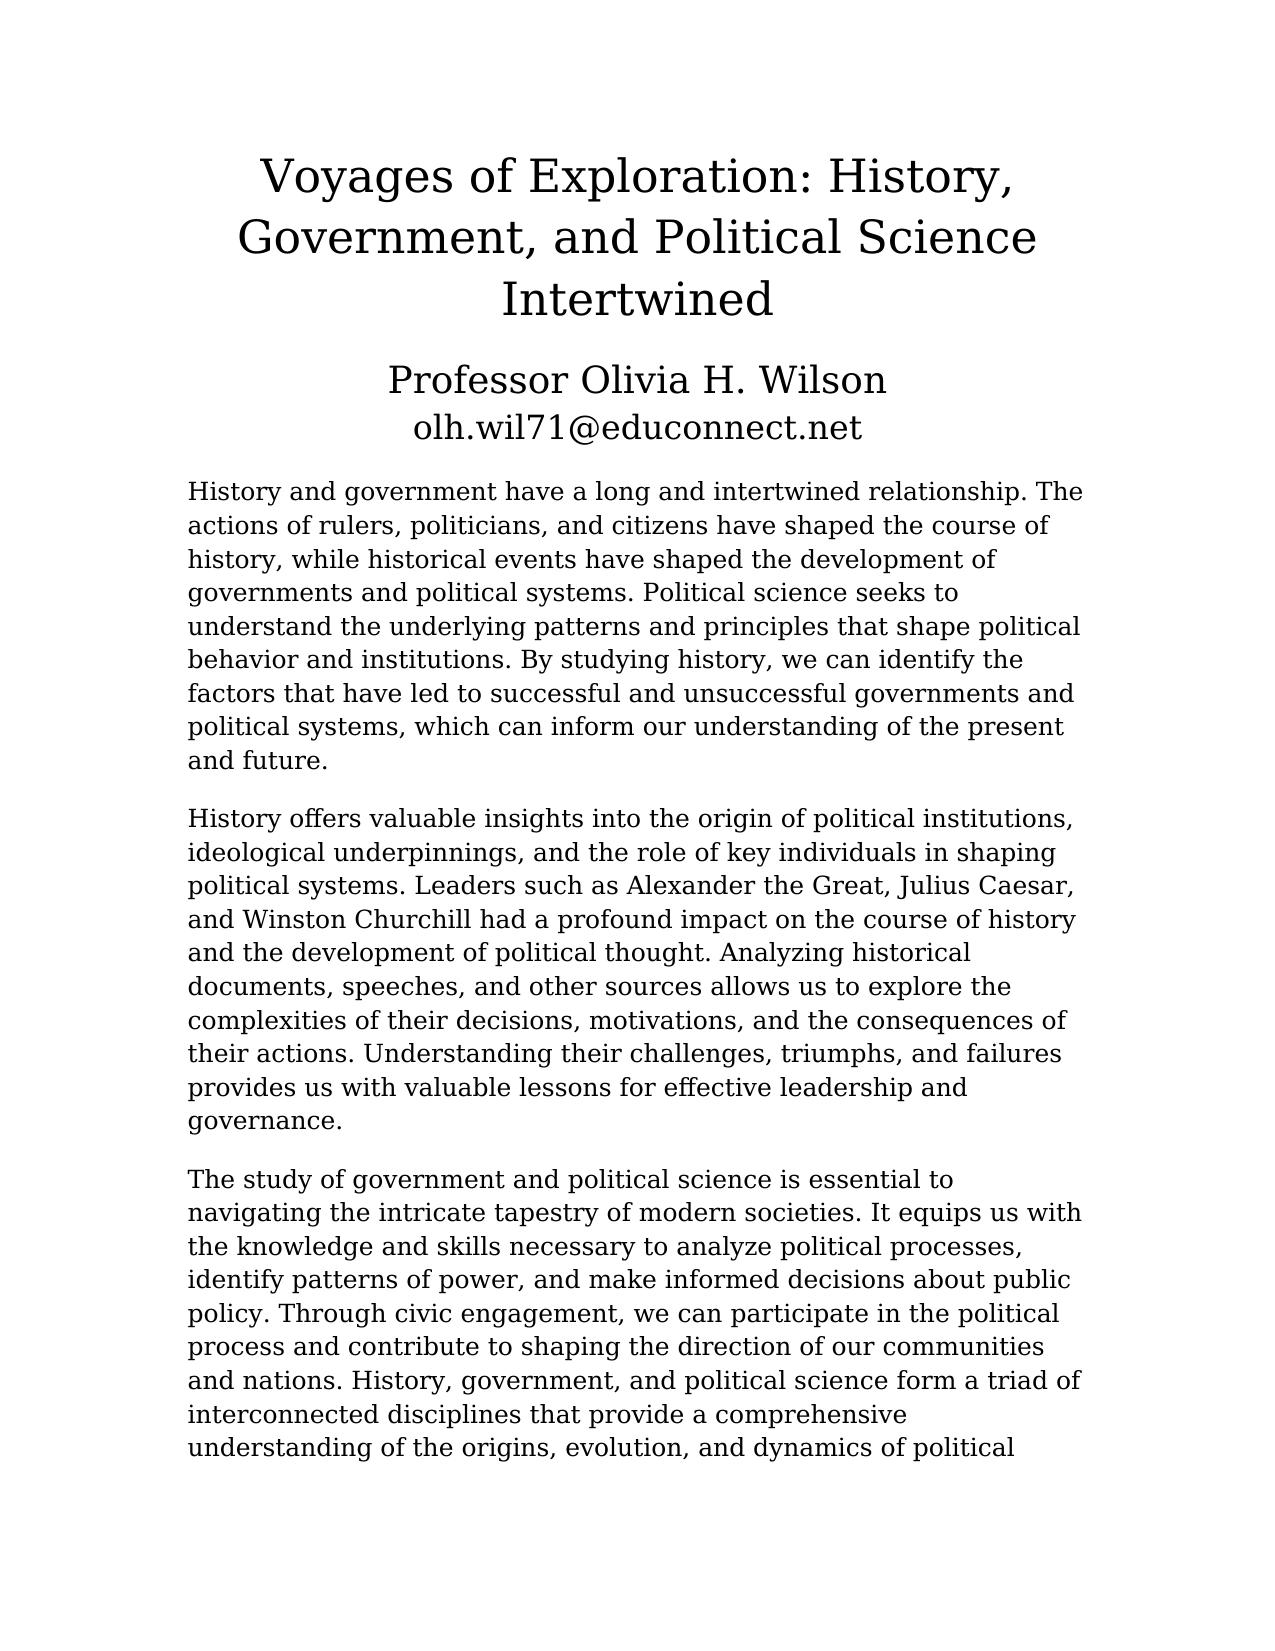 Voyages of Exploration: History,
Government, and Political Science
Intertwined
Professor Olivia H. Wilson
olh.wil71@educonnect.net
History and government have a long and intertwined relationship. The
actions of rulers, politicians, and citizens have shaped the course of
history, while historical events have shaped the development of
governments and political systems. Political science seeks to
understand the underlying patterns and principles that shape political
behavior and institutions. By studying history, we can identify the
factors that have led to successful and unsuccessful governments and
political systems, which can inform our understanding of the present
and future.
History offers valuable insights into the origin of political institutions,
ideological underpinnings, and the role of key individuals in shaping
political systems. Leaders such as Alexander the Great, Julius Caesar,
and Winston Churchill had a profound impact on the course of history
and the development of political thought. Analyzing historical
documents, speeches, and other sources allows us to explore the
complexities of their decisions, motivations, and the consequences of
their actions. Understanding their challenges, triumphs, and failures
provides us with valuable lessons for effective leadership and
governance.
The study of government and political science is essential to
navigating the intricate tapestry of modern societies. It equips us with
the knowledge and skills necessary to analyze political processes,
identify patterns of power, and make informed decisions about public
policy. Through civic engagement, we can participate in the political
process and contribute to shaping the direction of our communities
and nations. History, government, and political science form a triad of
interconnected disciplines that provide a comprehensive
understanding of the origins, evolution, and dynamics of political